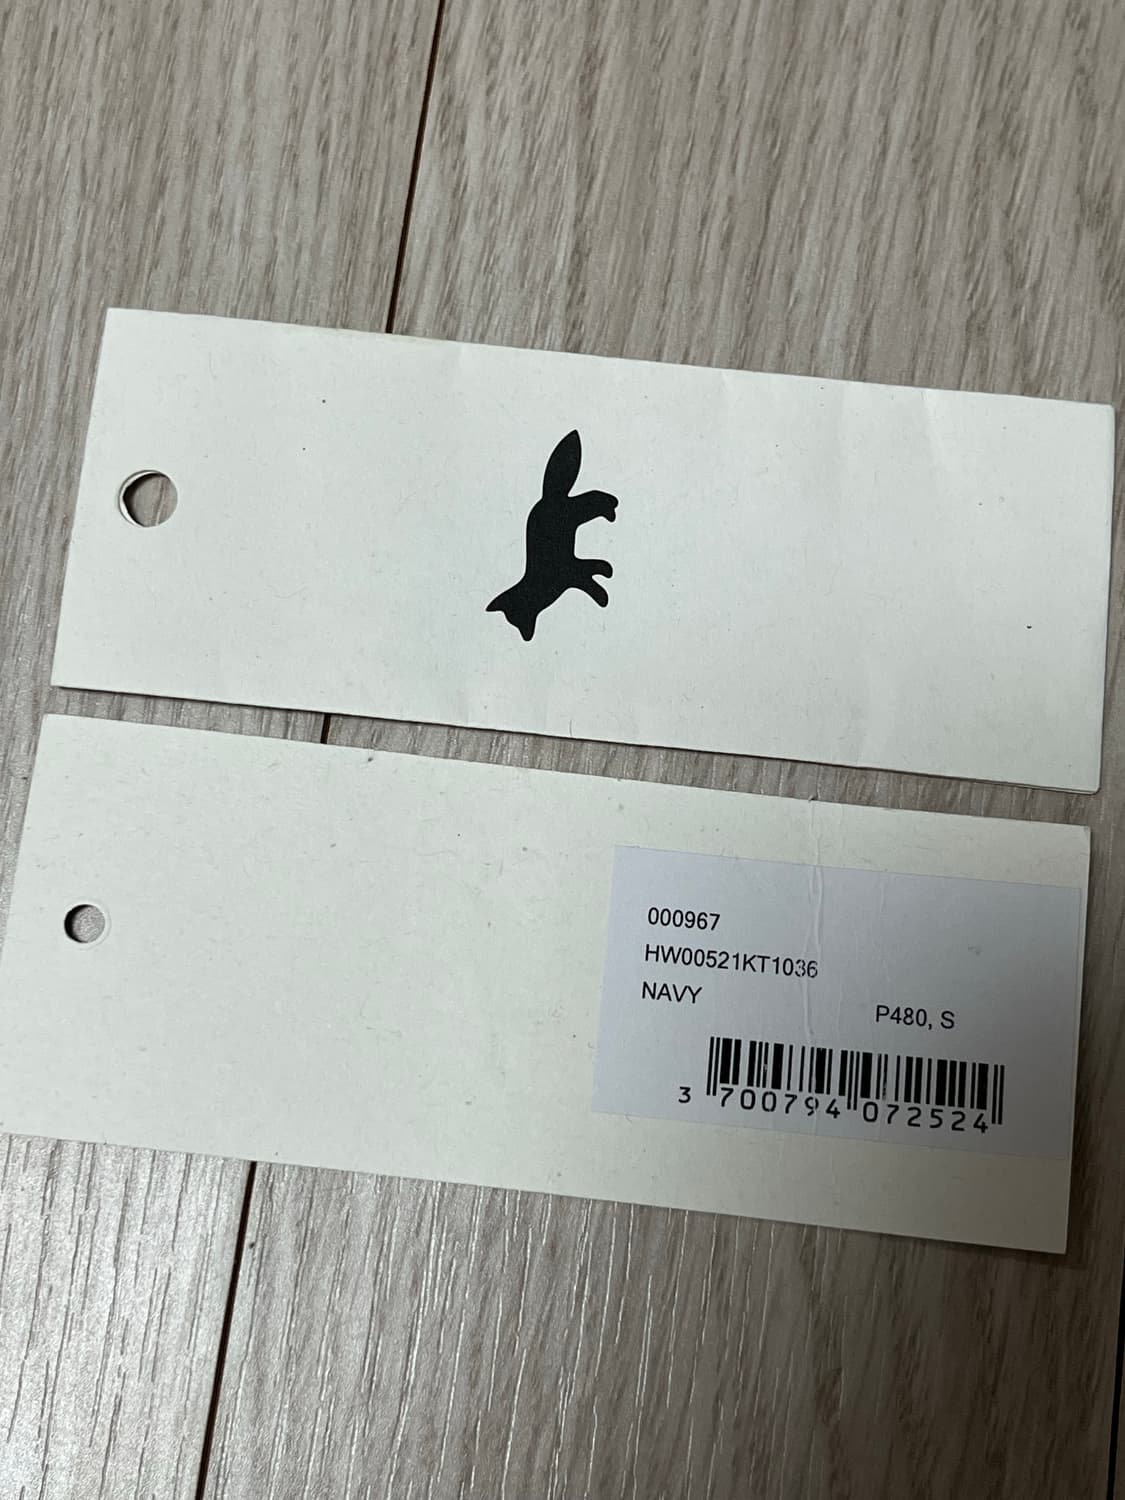 000967
HW00521KT1036
NAVY
P480, S
3 700794 072524